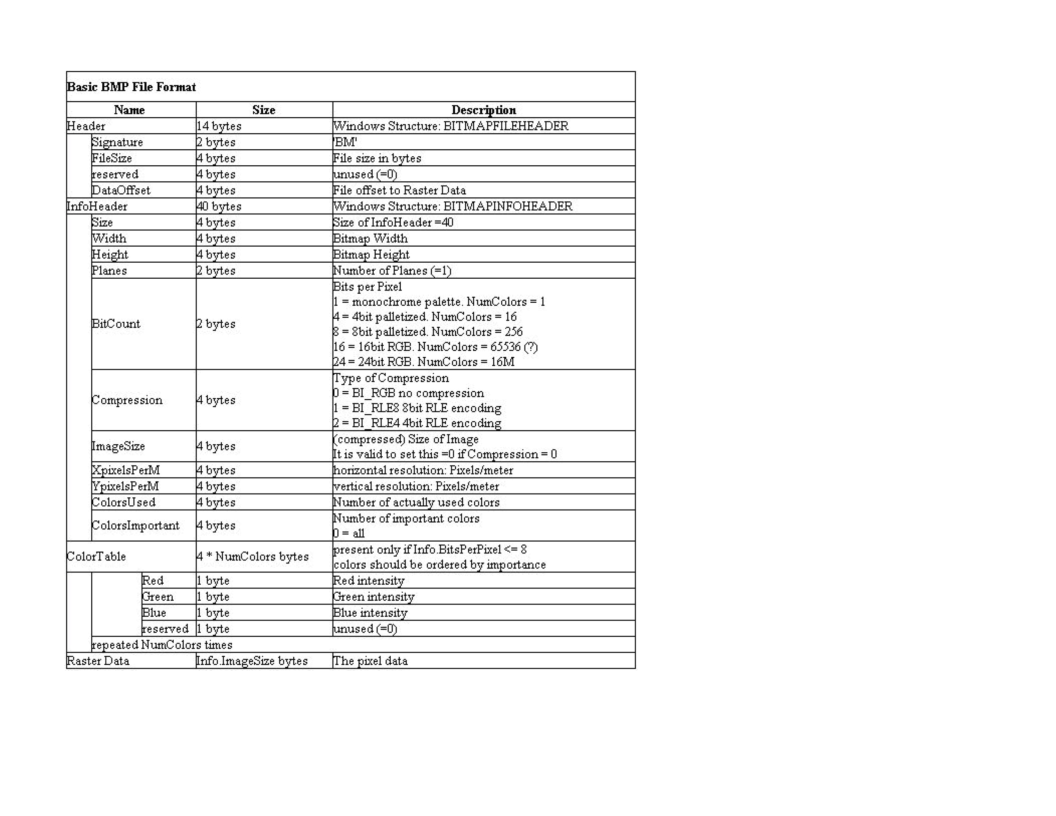 Basic BMP File Format
Name Size Description
Header 14 bytes Windows Structure: BITMAPFILEHEADER
Signature 2 bytes 'BM'
FileSize 4 bytes File size in bytes
reserved 4 bytes unused (=0)
DataOffset 4 bytes File offset to Raster Data
InfoHeader 40 bytes Windows Structure: BITMAPINFOHEADER
Size 4 bytes Size of InfoHeader =40
Width 4 bytes Bitmap Width
Height 4 bytes Bitmap Height
Planes 2 bytes Number of Planes (=1)
BitCount 2 bytes Bits per Pixel
1 = monochrome palette. NumColors = 1
4 = 4bit palletized. NumColors = 16
8 = 8bit palletized. NumColors = 256
16 = 16bit RGB. NumColors = 65536 (?)
24 = 24bit RGB. NumColors = 16M
Compression 4 bytes Type of Compression
0 = BI_RGB no compression
1 = BI_RLE8 8bit RLE encoding
2 = BI_RLE4 4bit RLE encoding
ImageSize 4 bytes (compressed) Size of Image
It is valid to set this =0 if Compression = 0
XpixelsPerM 4 bytes horizontal resolution: Pixels/meter
YpixelsPerM 4 bytes vertical resolution: Pixels/meter
ColorsUsed 4 bytes Number of actually used colors
ColorsImportant 4 bytes Number of important colors
0 = all
ColorTable 4 * NumColors bytes present only if Info.BitsPerPixel <= 8
colors should be ordered by importance
Red 1 byte Red intensity
Green 1 byte Green intensity
Blue 1 byte Blue intensity
reserved 1 byte unused (=0)
repeated NumColors times
Raster Data Info.ImageSize bytes The pixel data